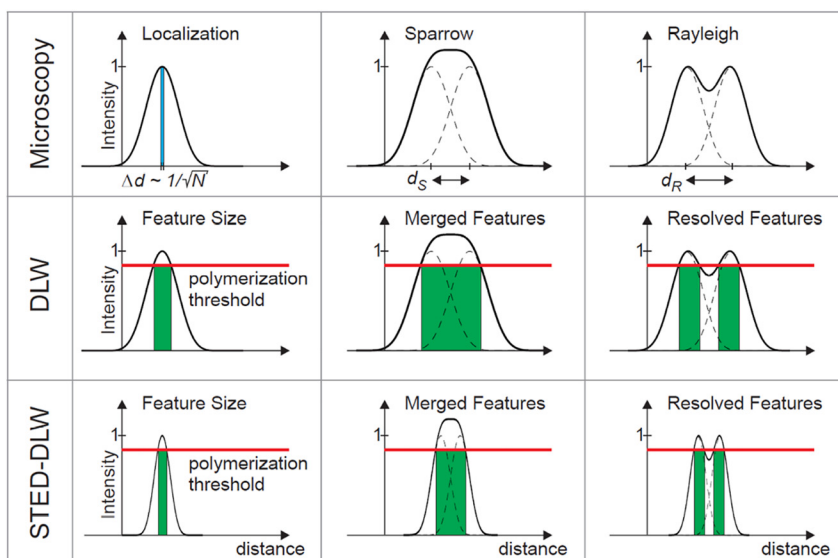 Microscopy
Localization
Intensity
1
Δd ~ 1/√N
Sparrow
1
d_S
Rayleigh
1
d_R
DLW
Feature Size
Intensity
1
polymerization
threshold
Merged Features
1
Resolved Features
1
STED-DLW
Feature Size
Intensity
1
polymerization
threshold
distance
Merged Features
1
distance
Resolved Features
1
distance